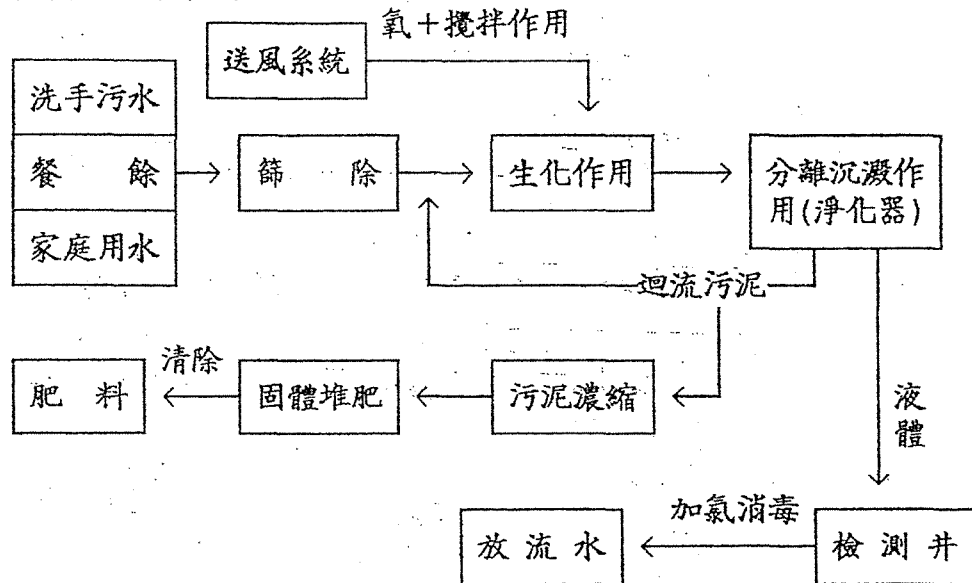 氧＋攪拌作用
送風系統
洗手污水
餐餘
篩除
生化作用
分離沉澱作
用(淨化器)
家庭用水
迴流污泥
清除
肥料
固體堆肥
污泥濃縮
液
體
加氯消毒
放流水
檢測井